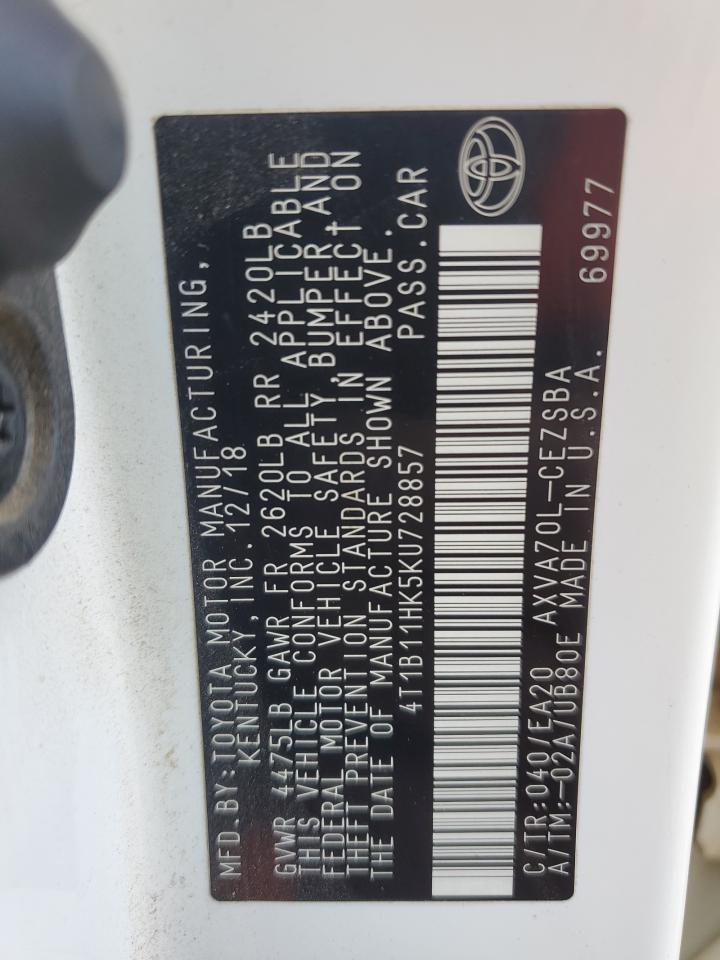 MFD.BY:TOYOTA MOTOR MANUFACTURING,
KENTUCKY, INC. 12/18
GVWR 4475LB GAWR FR 2620LB RR 2420LB
THIS VEHICLE CONFORMS TO ALL APPLICABLE
FEDERAL MOTOR VEHICLE SAFETY, BUMPER, AND
THEFT PREVENTION STANDARDS IN EFFECT ON
THE DATE OF MANUFACTURE SHOWN ABOVE.
4T1B11HK5KU728857 PASS.CAR
C/TR:040/EA20 AXVA70L-CEZSBA 69977
A/TM:-02A/UB80E MADE IN U.S.A.